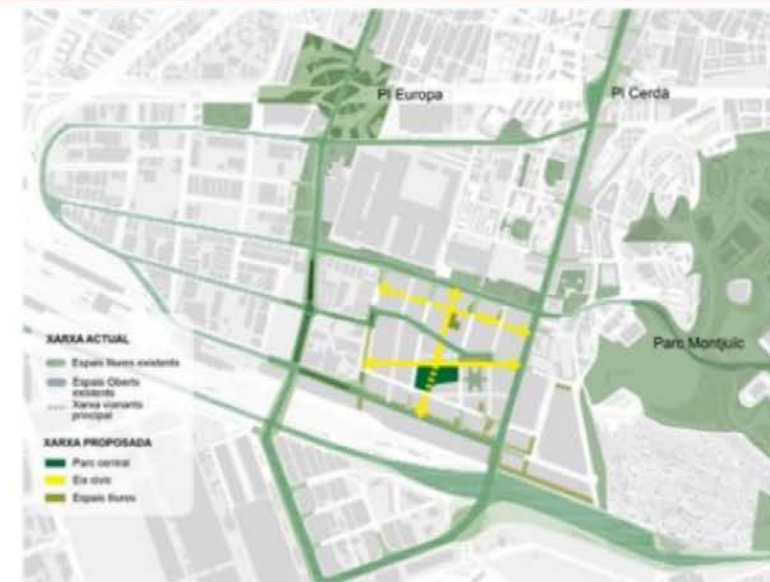 Pl Europa
Pl Cerdà
Parc Montjuïc
XARXA ACTUAL
Espais lliures existents
Espais Oberts
existents
Xarxa vianants
principal
XARXA PROPOSADA
Parc central
Eix cívic
Espais lliures